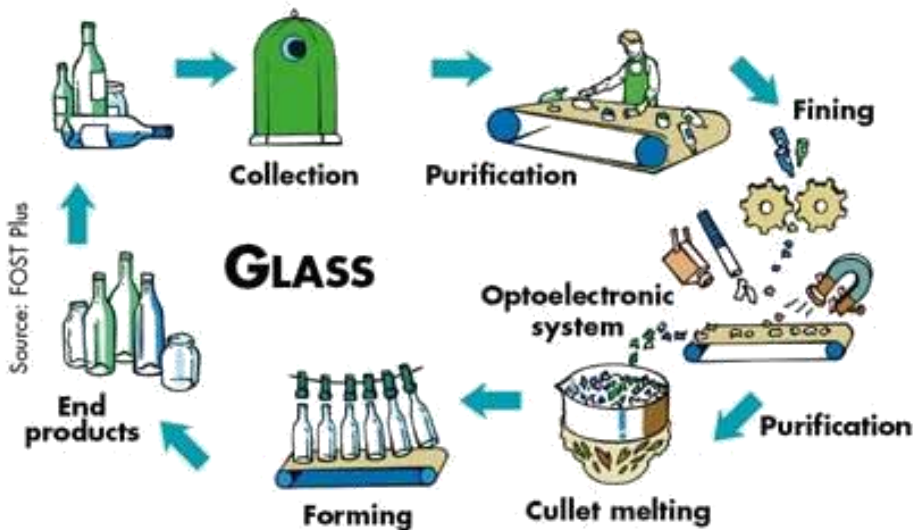 Collection
Purification
Fining
GLASS
Optoelectronic
system
Purification
Cullet melting
Forming
End
products
Source: FOST Plus